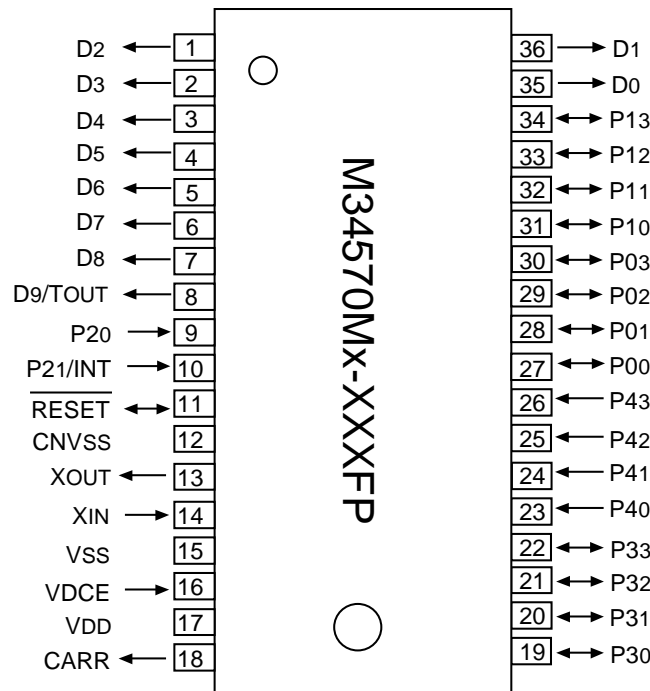 D2 1 36 D1
D3 2 35 D0
D4 3 34 P13
D5 4 33 P12
D6 5 32 P11
D7 6 31 P10
D8 7 30 P03
D9/TOUT 8 29 P02
P20 9 28 P01
P21/INT 10 27 P00
RESET 11 26 P43
CNVSS 12 25 P42
XOUT 13 24 P41
XIN 14 23 P40
VSS 15 22 P33
VDCE 16 21 P32
VDD 17 20 P31
CARR 18 19 P30
M34570Mx-XXXFP